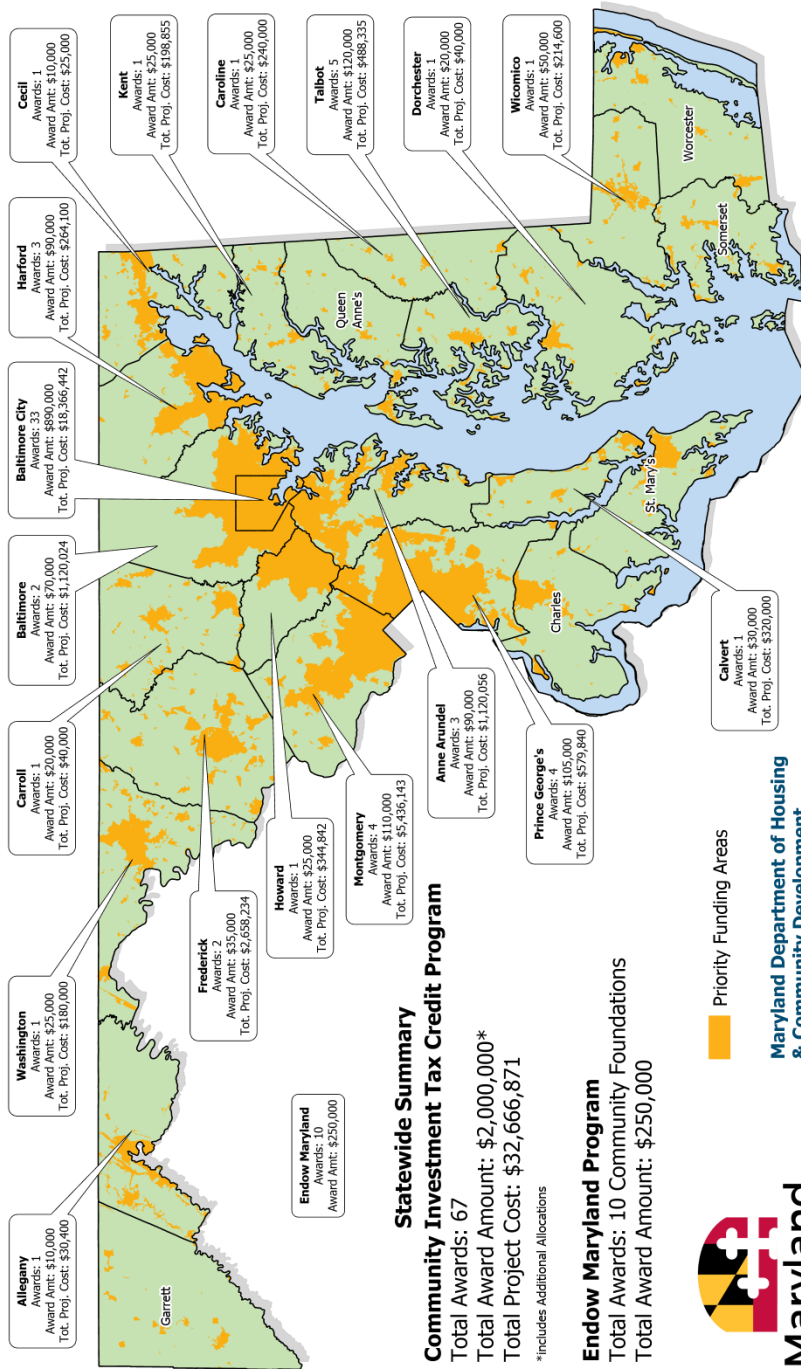 Allegany
Awards: 1
Award Amt: $10,000
Tot. Proj. Cost: $30,400
Washington
Awards: 1
Award Amt: $25,000
Tot. Proj. Cost: $180,000
Carroll
Awards: 1
Award Amt: $20,000
Tot. Proj. Cost: $40,000
Baltimore
Awards: 2
Award Amt: $70,000
Tot. Proj. Cost: $1,120,024
Baltimore City
Awards: 33
Award Amt: $890,000
Tot. Proj. Cost: $18,366,442
Harford
Awards: 3
Award Amt: $90,000
Tot. Proj. Cost: $264,100
Cecil
Awards: 1
Award Amt: $10,000
Tot. Proj. Cost: $25,000
Kent
Awards: 1
Award Amt: $25,000
Tot. Proj. Cost: $198,855
Caroline
Awards: 1
Award Amt: $25,000
Tot. Proj. Cost: $240,000
Talbot
Awards: 5
Award Amt: $120,000
Tot. Proj. Cost: $488,335
Dorchester
Awards: 1
Award Amt: $20,000
Tot. Proj. Cost: $40,000
Wicomico
Awards: 1
Award Amt: $50,000
Tot. Proj. Cost: $214,600
Garrett
Queen
Anne's
Worcester
Somerset
St. Mary's
Charles
Frederick
Awards: 2
Award Amt: $35,000
Tot. Proj. Cost: $2,658,234
Howard
Awards: 1
Award Amt: $25,000
Tot. Proj. Cost: $344,842
Montgomery
Awards: 4
Award Amt: $110,000
Tot. Proj. Cost: $5,436,143
Anne Arundel
Awards: 3
Award Amt: $90,000
Tot. Proj. Cost: $1,120,056
Prince George's
Awards: 4
Award Amt: $105,000
Tot. Proj. Cost: $579,840
Calvert
Awards: 1
Award Amt: $30,000
Tot. Proj. Cost: $320,000
Endow Maryland
Awards: 10
Award Amt: $250,000
Statewide Summary
Community Investment Tax Credit Program
Total Awards: 67
Total Award Amount: $2,000,000*
Total Project Cost: $32,666,871
*includes Additional Allocations
Endow Maryland Program
Total Awards: 10 Community Foundations
Total Award Amount: $250,000
Priority Funding Areas
Maryland
Maryland Department of Housing
& Community Development